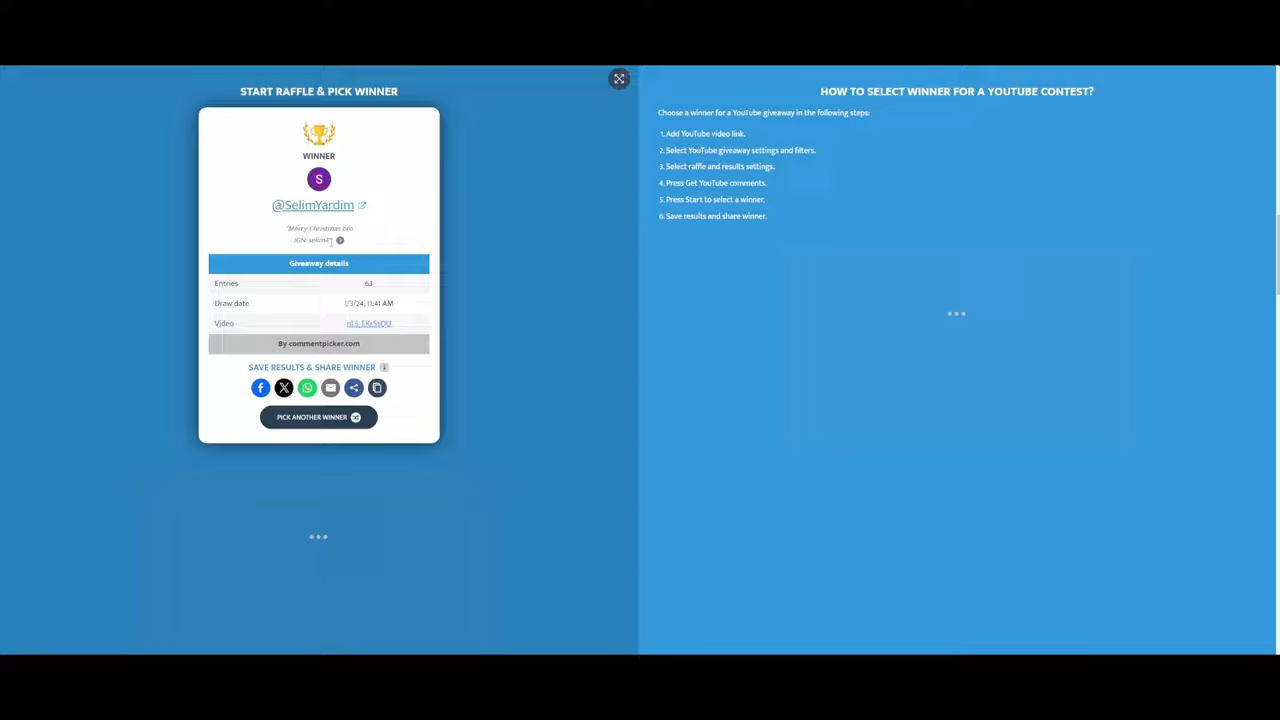 START RAFFLE & PICK WINNER
WINNER
S
@SelimYardim
"Merry Christmas bro
Giveaway details
Entries 63
Draw date 1/3/24, 11:41 AM
Video
By commentpicker.com
SAVE RESULTS & SHARE WINNER
PICK ANOTHER WINNER
HOW TO SELECT WINNER FOR A YOUTUBE CONTEST?
Choose a winner for a YouTube giveaway in the following steps:
1. Add YouTube video link.
2. Select YouTube giveaway settings and filters.
3. Select raffle and results settings.
4. Press Get YouTube comments.
5. Press Start to select a winner.
6. Save results and share winner.